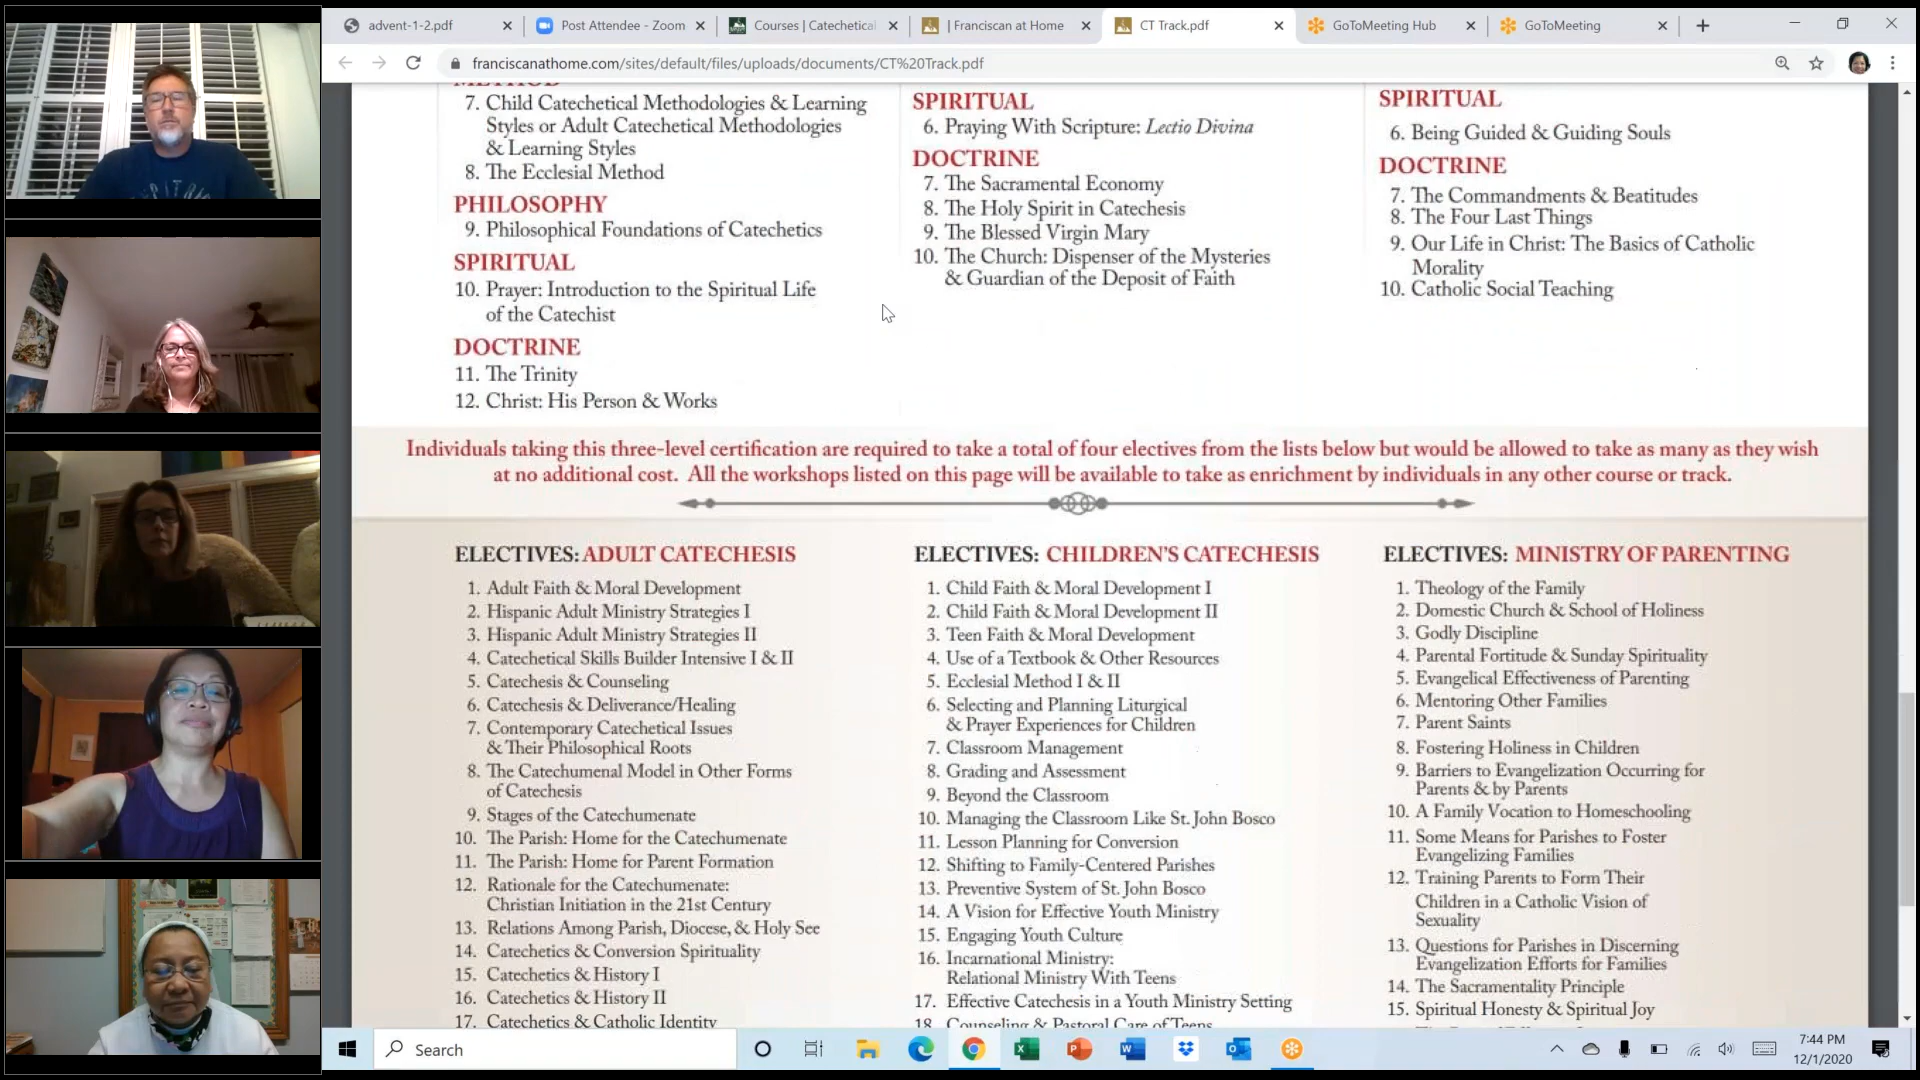 advent-1-2.pdf
Post Attendee - Zoom
Courses | Catechetical
| Franciscan at Home
CT Track.pdf
GoToMeeting Hub
GoToMeeting
franciscanathome.com/sites/default/files/uploads/documents/CT%20Track.pdf
METHOD
7. Child Catechetical Methodologies & Learning
Styles or Adult Catechetical Methodologies
& Learning Styles
8. The Ecclesial Method
PHILOSOPHY
9. Philosophical Foundations of Catechetics
SPIRITUAL
10. Prayer: Introduction to the Spiritual Life
of the Catechist
DOCTRINE
11. The Trinity
12. Christ: His Person & Works
SPIRITUAL
6. Praying With Scripture: Lectio Divina
DOCTRINE
7. The Sacramental Economy
8. The Holy Spirit in Catechesis
9. The Blessed Virgin Mary
10. The Church: Dispenser of the Mysteries
& Guardian of the Deposit of Faith
SPIRITUAL
6. Being Guided & Guiding Souls
DOCTRINE
7. The Commandments & Beatitudes
8. The Four Last Things
9. Our Life in Christ: The Basics of Catholic
Morality
10. Catholic Social Teaching
Individuals taking this three-level certification are required to take a total of four electives from the lists below but would be allowed to take as many as they wish
at no additional cost. All the workshops listed on this page will be available to take as enrichment by individuals in any other course or track.
ELECTIVES: ADULT CATECHESIS
1. Adult Faith & Moral Development
2. Hispanic Adult Ministry Strategies I
3. Hispanic Adult Ministry Strategies II
4. Catechetical Skills Builder Intensive I & II
5. Catechesis & Counseling
6. Catechesis & Deliverance/Healing
7. Contemporary Catechetical Issues
& Their Philosophical Roots
8. The Catechumenal Model in Other Forms
of Catechesis
9. Stages of the Catechumenate
10. The Parish: Home for the Catechumenate
11. The Parish: Home for Parent Formation
12. Rationale for the Catechumenate:
Christian Initiation in the 21st Century
13. Relations Among Parish, Diocese, & Holy See
14. Catechetics & Conversion Spirituality
15. Catechetics & History I
16. Catechetics & History II
17. Catechetics & Catholic Identity
ELECTIVES: CHILDREN'S CATECHESIS
1. Child Faith & Moral Development I
2. Child Faith & Moral Development II
3. Teen Faith & Moral Development
4. Use of a Textbook & Other Resources
5. Ecclesial Method I & II
6. Selecting and Planning Liturgical
& Prayer Experiences for Children
7. Classroom Management
8. Grading and Assessment
9. Beyond the Classroom
10. Managing the Classroom Like St. John Bosco
11. Lesson Planning for Conversion
12. Shifting to Family-Centered Parishes
13. Preventive System of St. John Bosco
14. A Vision for Effective Youth Ministry
15. Engaging Youth Culture
16. Incarnational Ministry:
Relational Ministry With Teens
17. Effective Catechesis in a Youth Ministry Setting
18. Counseling & Pastoral Care of Teens
ELECTIVES: MINISTRY OF PARENTING
1. Theology of the Family
2. Domestic Church & School of Holiness
3. Godly Discipline
4. Parental Fortitude & Sunday Spirituality
5. Evangelical Effectiveness of Parenting
6. Mentoring Other Families
7. Parent Saints
8. Fostering Holiness in Children
9. Barriers to Evangelization Occurring for
Parents & by Parents
10. A Family Vocation to Homeschooling
11. Some Means for Parishes to Foster
Evangelizing Families
12. Training Parents to Form Their
Children in a Catholic Vision of
Sexuality
13. Questions for Parishes in Discerning
Evangelization Efforts for Families
14. The Sacramentality Principle
15. Spiritual Honesty & Spiritual Joy
Search
7:44 PM
12/1/2020